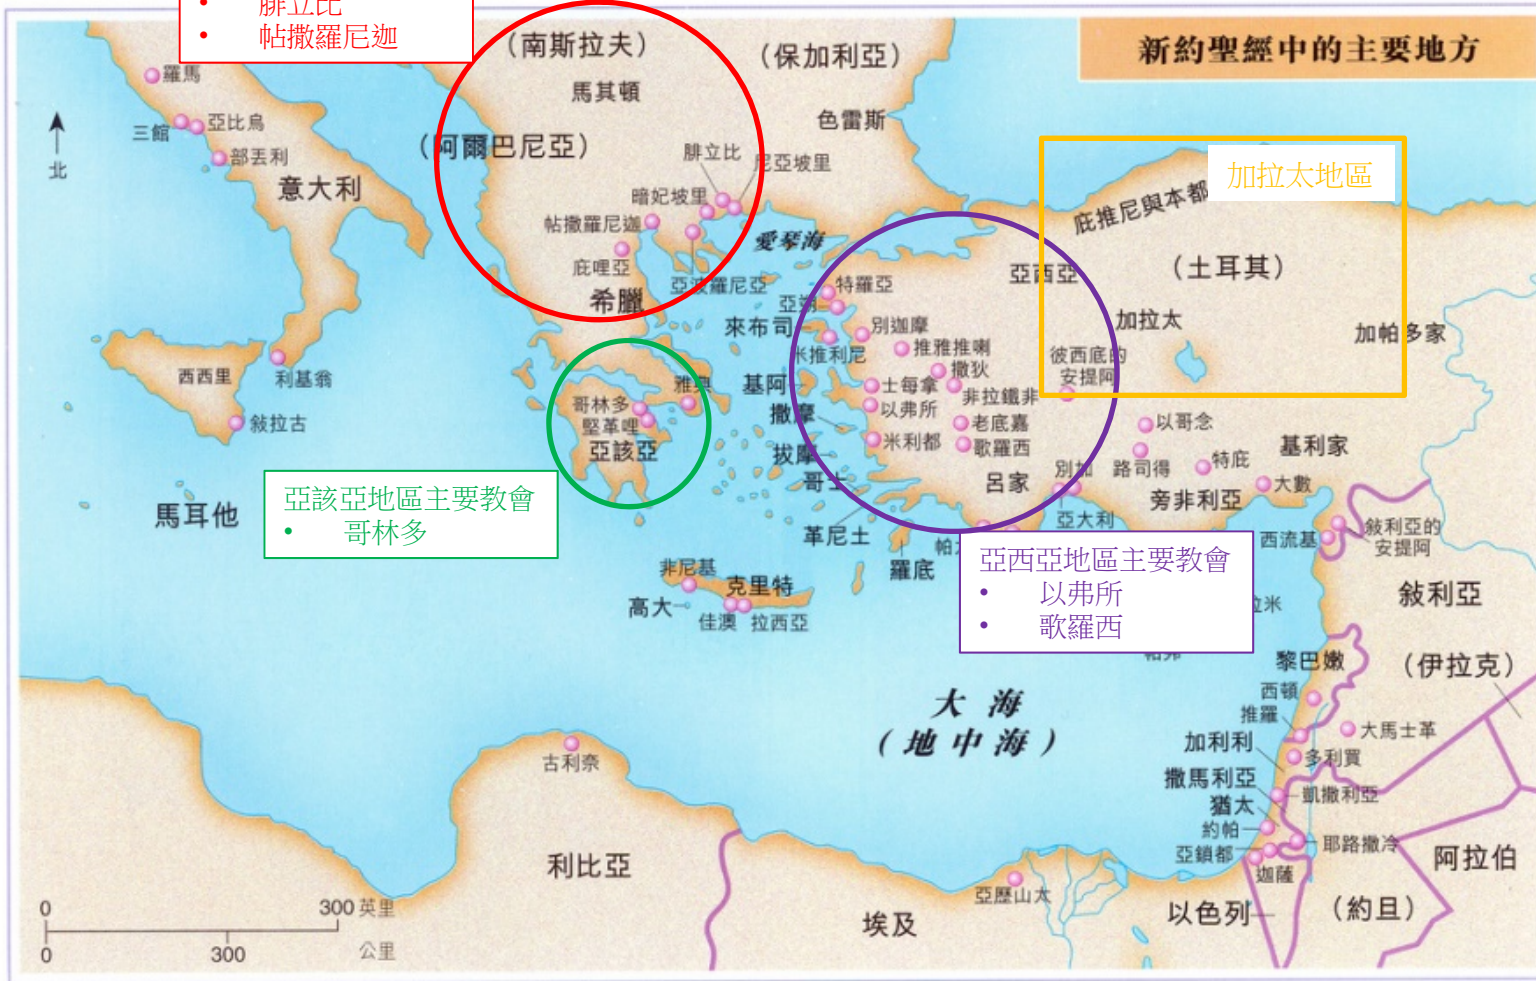 腓立比
帖撒羅尼迦
新約聖經中的主要地方
（南斯拉夫）
（保加利亞）
馬其頓
色雷斯
（阿爾巴尼亞）
羅馬
三館
亞比烏
部丟利
北
意大利
腓立比
尼亞坡里
暗妃坡里
帖撒羅尼迦
庇哩亞
亞波羅尼亞
希臘
愛琴海
加拉太地區
庇推尼與本都
（土耳其）
亞西亞
加拉太
加帕多家
彼西底的
安提阿
特羅亞
亞朔
來布司
米推利尼
別迦摩
推雅推喇
撒狄
基阿
士每拿
非拉鐵非
撒摩
以弗所
老底嘉
米利都
歌羅西
拔摩
哥士
呂家
別加
亞大利
路司得
以哥念
特庇
旁非利亞
基利家
大數
西西里
利基翁
敍拉古
雅典
哥林多
堅革哩
亞該亞
亞該亞地區主要教會
• 哥林多
馬耳他
革尼土
羅底
西流基
敍利亞的
安提阿
敍利亞
亞西亞地區主要教會
• 以弗所
• 歌羅西
非尼基
克里特
高大
佳澳
拉西亞
黎巴嫩
（伊拉克）
西頓
推羅
大馬士革
大海
（地中海）
加利利
多利買
撒馬利亞
凱撒利亞
猶太
約帕
耶路撒冷
亞鎖都
迦薩
阿拉伯
古利奈
利比亞
亞歷山太
埃及
以色列
（約旦）
0 300 英里
0 300 公里